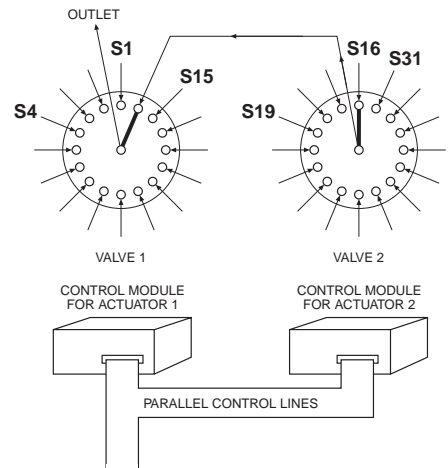 OUTLET
S1
S16
S15
S31
S4
S19
VALVE 1
VALVE 2
CONTROL MODULE
FOR ACTUATOR 1
CONTROL MODULE
FOR ACTUATOR 2
PARALLEL CONTROL LINES